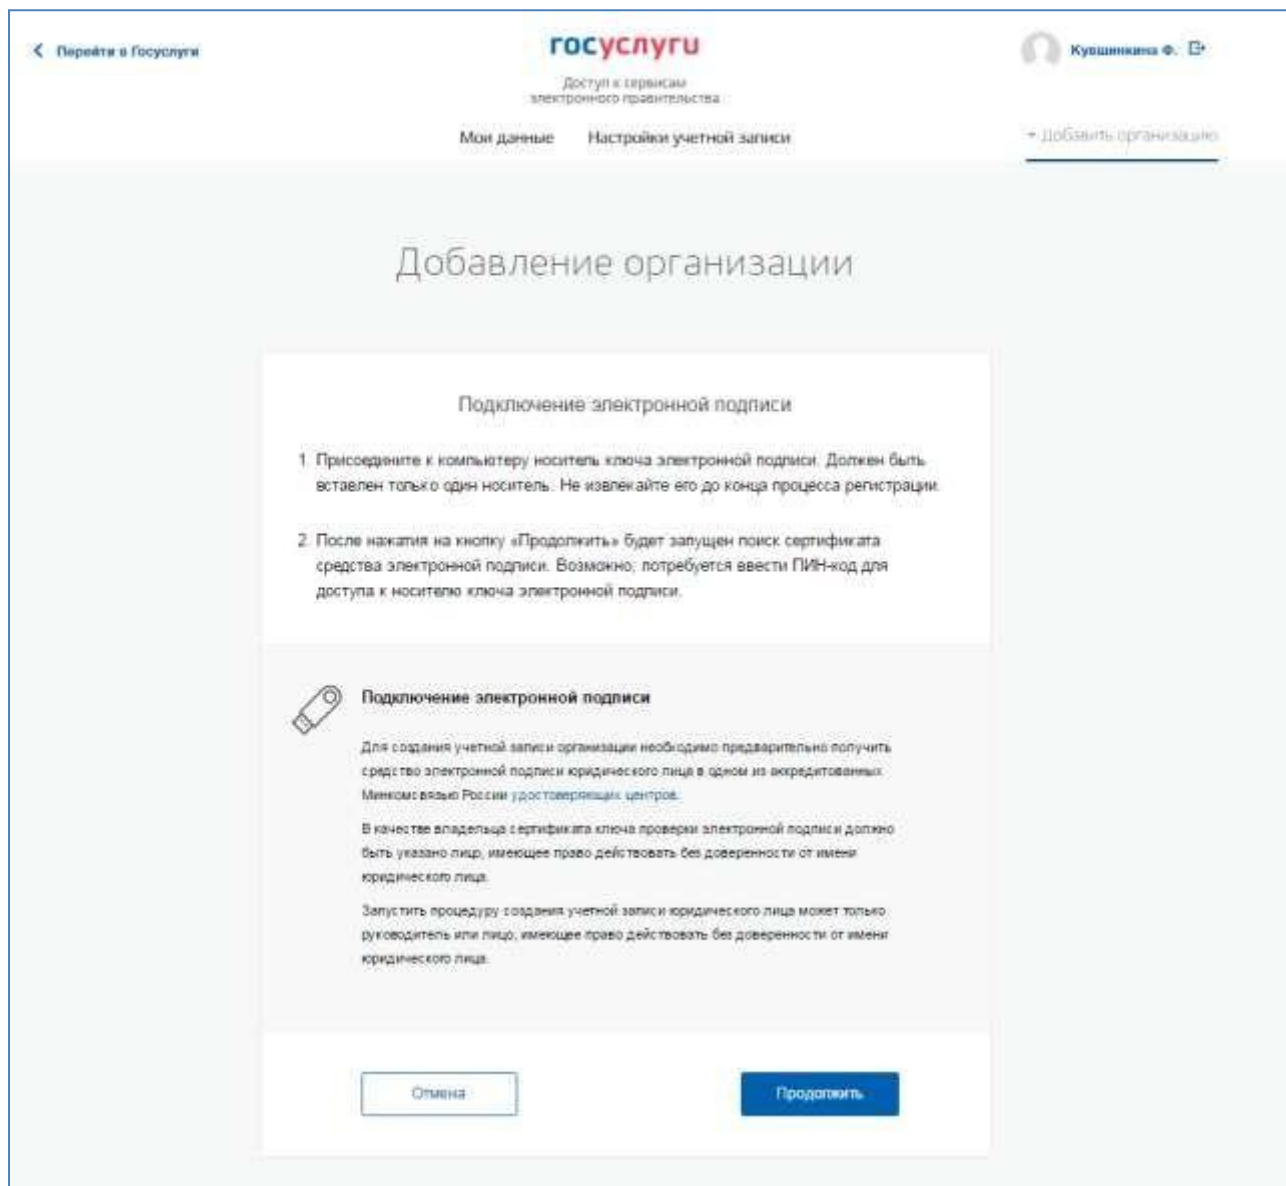 Перейти в Госуслуги
госуслуги
Кувшинкина Ф.
Доступ к сервисам
электронного правительства
Мои данные
Настройки учетной записи
+ Добавить организацию
Добавление организации
Подключение электронной подписи
1. Присоедините к компьютеру носитель ключа электронной подписи. Должен быть
вставлен только один носитель. Не извлекайте его до конца процесса регистрации.
2. После нажатия на кнопку «Продолжить» будет запущен поиск сертификата
средства электронной подписи. Возможно, потребуется ввести ПИН-код для
доступа к носителю ключа электронной подписи.
Подключение электронной подписи
Для создания учетной записи организации необходимо предварительно получить
средство электронной подписи юридического лица в одном из аккредитованных
Минкомсвязью России удостоверяющих центров.
В качестве владельца сертификата ключа проверки электронной подписи должно
быть указано лицо, имеющее право действовать без доверенности от имени
юридического лица.
Запустить процедуру создания учетной записи юридического лица может только
руководитель или лицо, имеющее право действовать без доверенности от имени
юридического лица.
Отмена
Продолжить